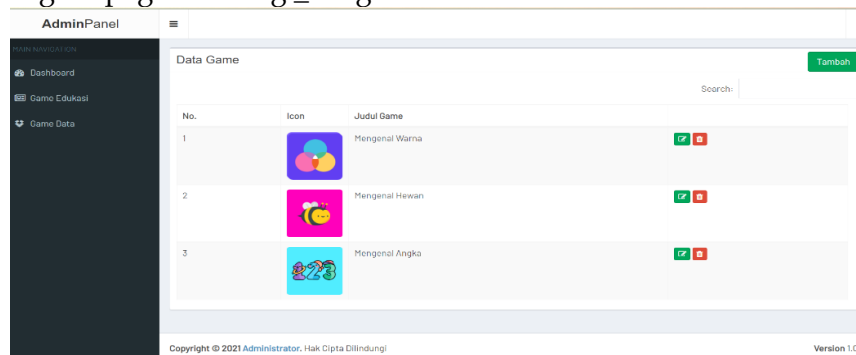 AdminPanel
MAIN NAVIGATION
Dashboard
Game Edukasi
Game Data
Data Game
Tambah
Search:
No. Icon Judul Game
1 Mengenal Warna
2 Mengenal Hewan
3 123 Mengenal Angka
Copyright © 2021 Administrator. Hak Cipta Dilindungi
Version 1.0